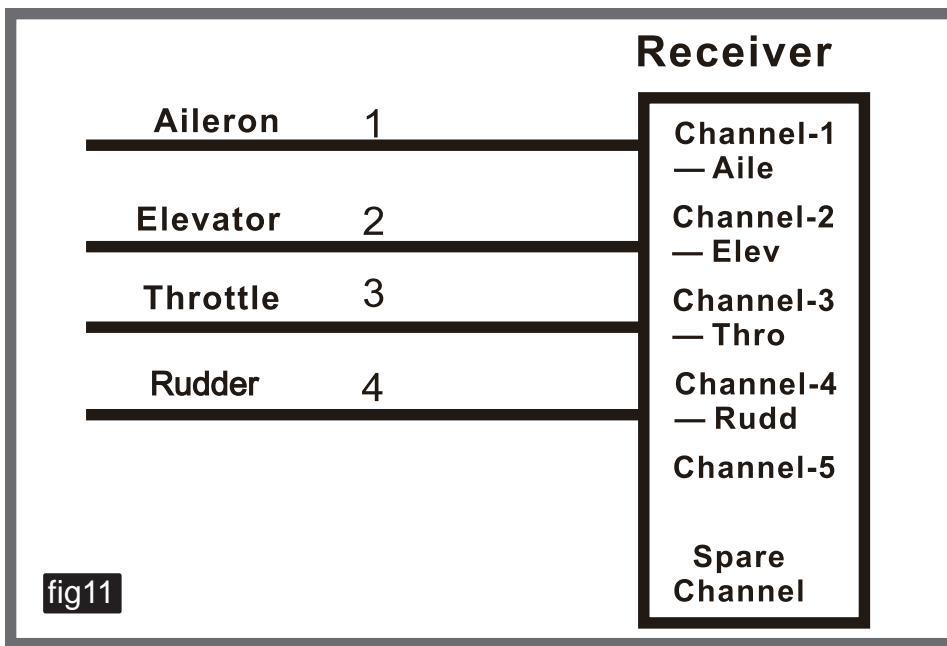 Receiver
Aileron 1
Elevator 2
Throttle 3
Rudder 4
Channel-1
— Aile
Channel-2
— Elev
Channel-3
— Thro
Channel-4
— Rudd
Channel-5
Spare
Channel
fig11